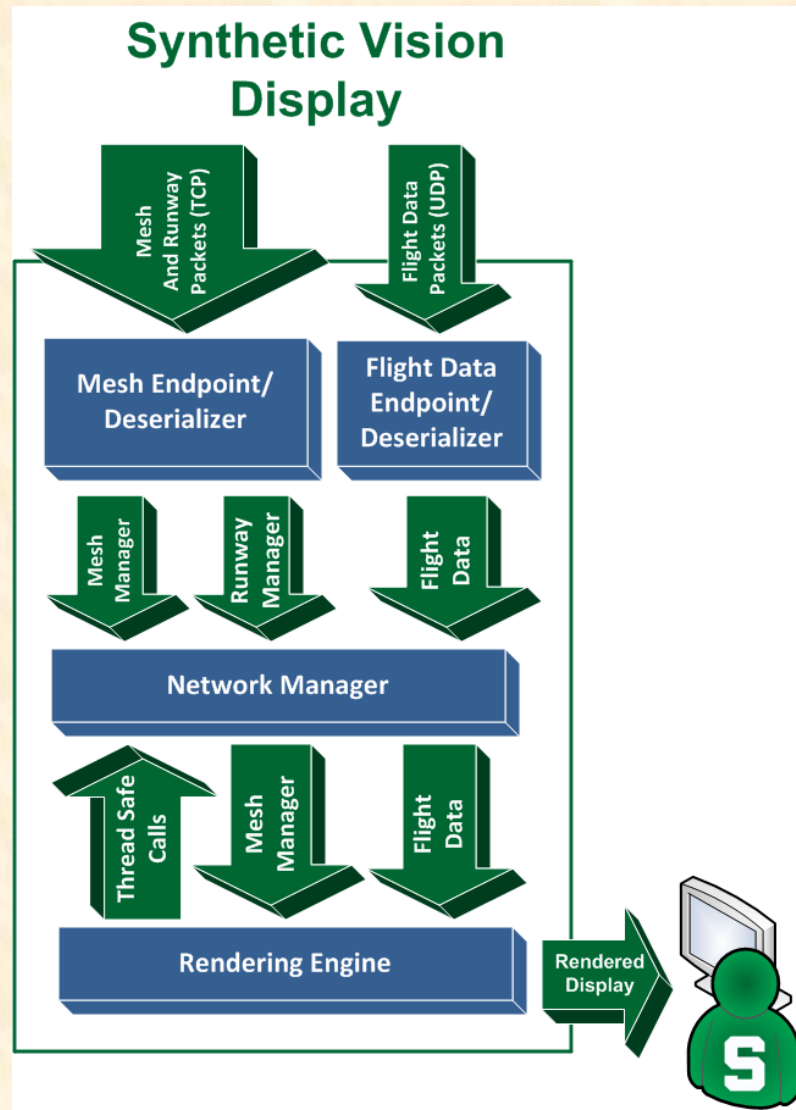 Synthetic Vision
Display
Mesh
And Runway
Packets (TCP)
Flight Data
Packets (UDP)
Mesh Endpoint/
Deserializer
Flight Data
Endpoint/
Deserializer
Mesh
Manager
Runway
Manager
Flight
Data
Network Manager
Thread Safe
Calls
Mesh
Manager
Flight
Data
Rendering Engine
Rendered
Display
S